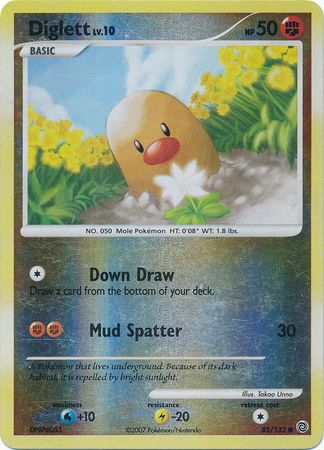 Diglett LV.10 HP 50
BASIC
NO. 050 Mole Pokémon HT: 0'08" WT: 1.8 lbs.
Down Draw
Draw a card from the bottom of your deck.
Mud Spatter 30
A Pokémon that lives underground. Because of its dark
habitat, it is repelled by bright sunlight.
Illus. Takao Unno
weakness resistance retreat cost
+10 -20
DPBP#055 ©2007 Pokémon/Nintendo 85/132